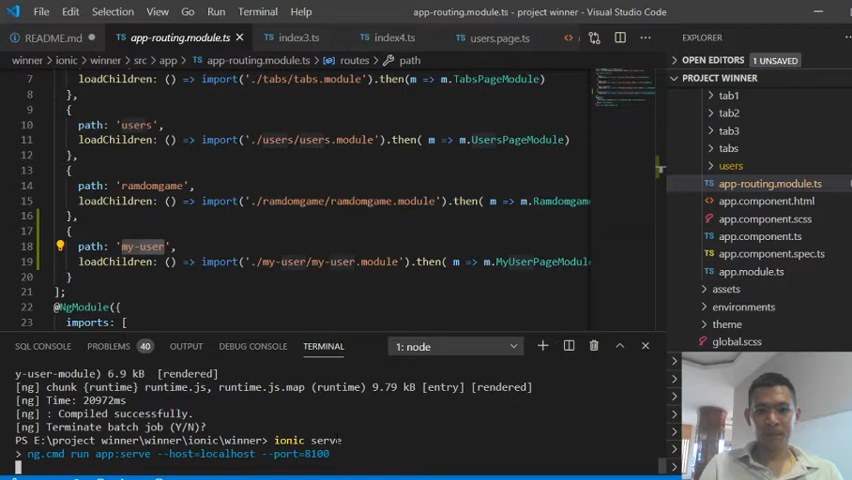 File Edit Selection View Go Run Terminal Help app-routing.module.ts - project winner - Visual Studio Code
README.md app-routing.module.ts index3.ts index4.ts users.page.ts
winner > ionic > winner > src > app > app-routing.module.ts > routes > path
7 loadChildren: () => import('./tabs/tabs.module').then(m => m.TabsPageModule)
8 },
9 {
10 path: 'users',
11 loadChildren: () => import('./users/users.module').then( m => m.UsersPageModule)
12 },
13 {
14 path: 'ramdomgame',
15 loadChildren: () => import('./ramdomgame/ramdomgame.module').then( m => m.Ramdomgame
16 },
17 {
18 path: 'my-user',
19 loadChildren: () => import('./my-user/my-user.module').then( m => m.MyUserPageModule
20 }
21 ];
22 @NgModule({
23 imports: [
SQL CONSOLE PROBLEMS 40 OUTPUT DEBUG CONSOLE TERMINAL 1: node
y-user-module) 6.9 kB [rendered]
[ng] chunk {runtime} runtime.js, runtime.js.map (runtime) 9.79 kB [entry] [rendered]
[ng] Time: 20972ms
[ng] : Compiled successfully.
[ng] Terminate batch job (Y/N)?
PS E:\project winner\winner\ionic\winner> ionic serve
> ng.cmd run app:serve --host=localhost --port=8100
EXPLORER
OPEN EDITORS 1 UNSAVED
PROJECT WINNER
tab1
tab2
tab3
tabs
users
TS app-routing.module.ts
app.component.html
app.component.scss
TS app.component.ts
TS app.component.spec.ts
TS app.module.ts
assets
environments
theme
global.scss